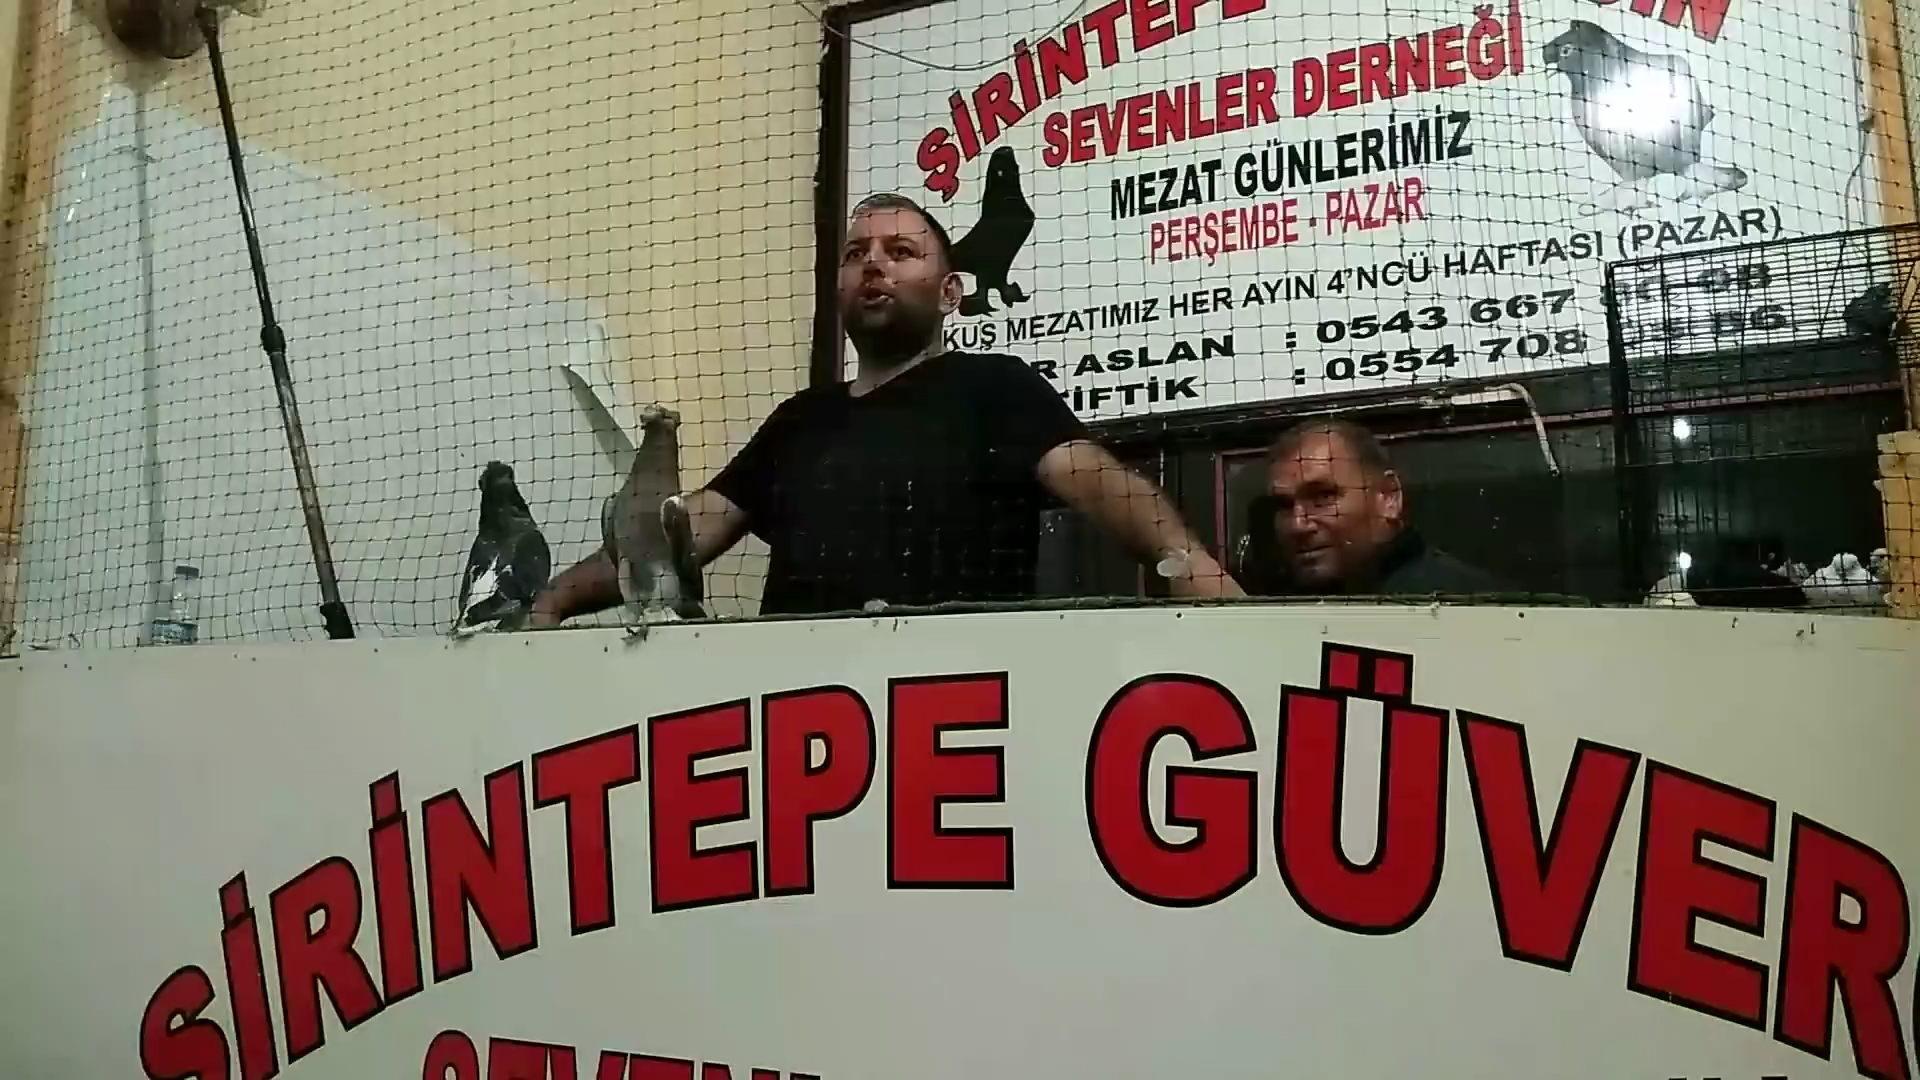 ŞİRİNTEPE
SEVENLER DERNEĞİ
MEZAT GÜNLERİMİZ
PERŞEMBE - PAZAR
KUŞ MEZATIMIZ HER AYIN 4'NCÜ HAFTASI (PAZAR)
ASLAN : 0543 667
: 0554 708
ŞİRİNTEPE GÜVER